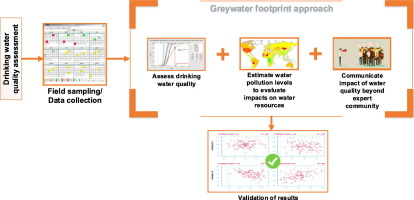 Greywater footprint approach
Drinking water
quality assessment
Field sampling/
Data collection
Assess drinking
water quality
Estimate water
pollution levels
to evaluate
impacts on water
resources
Communicate
impact of water
quality beyond
expert
community
Validation of results